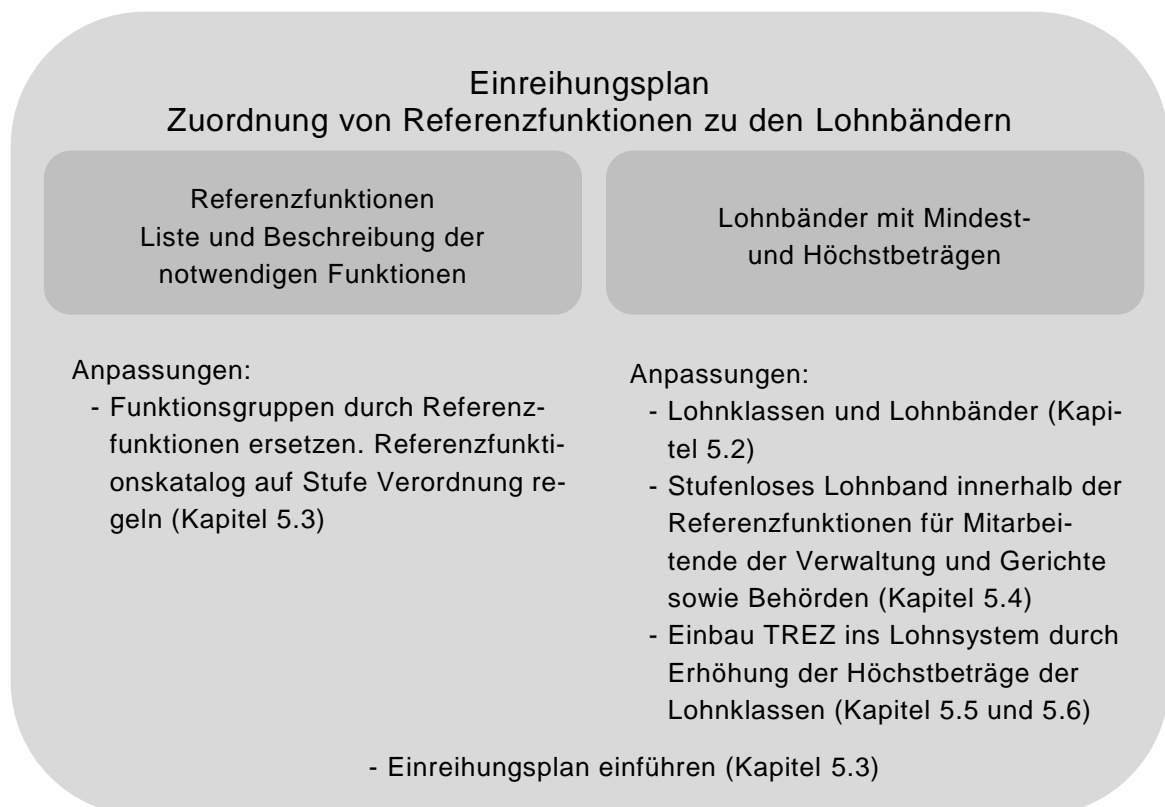 Einreihungsplan
Zuordnung von Referenzfunktionen zu den Lohnbändern
Referenzfunktionen
Liste und Beschreibung der
notwendigen Funktionen
Lohnbänder mit Mindest-
und Höchstbeträgen
Anpassungen:
- Funktionsgruppen durch Referenz-
funktionen ersetzen. Referenzfunkti-
onskatalog auf Stufe Verordnung re-
geln (Kapitel 5.3)
Anpassungen:
- Lohnklassen und Lohnbänder (Kapi-
tel 5.2)
- Stufenloses Lohnband innerhalb der
Referenzfunktionen für Mitarbei-
tende der Verwaltung und Gerichte
sowie Behörden (Kapitel 5.4)
- Einbau TREZ ins Lohnsystem durch
Erhöhung der Höchstbeträge der
Lohnklassen (Kapitel 5.5 und 5.6)
- Einreihungsplan einführen (Kapitel 5.3)